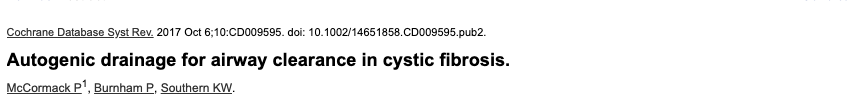 Cochrane Database Syst Rev. 2017 Oct 6;10:CD009595. doi: 10.1002/14651858.CD009595.pub2.
Autogenic drainage for airway clearance in cystic fibrosis.
McCormack P1, Burnham P, Southern KW.